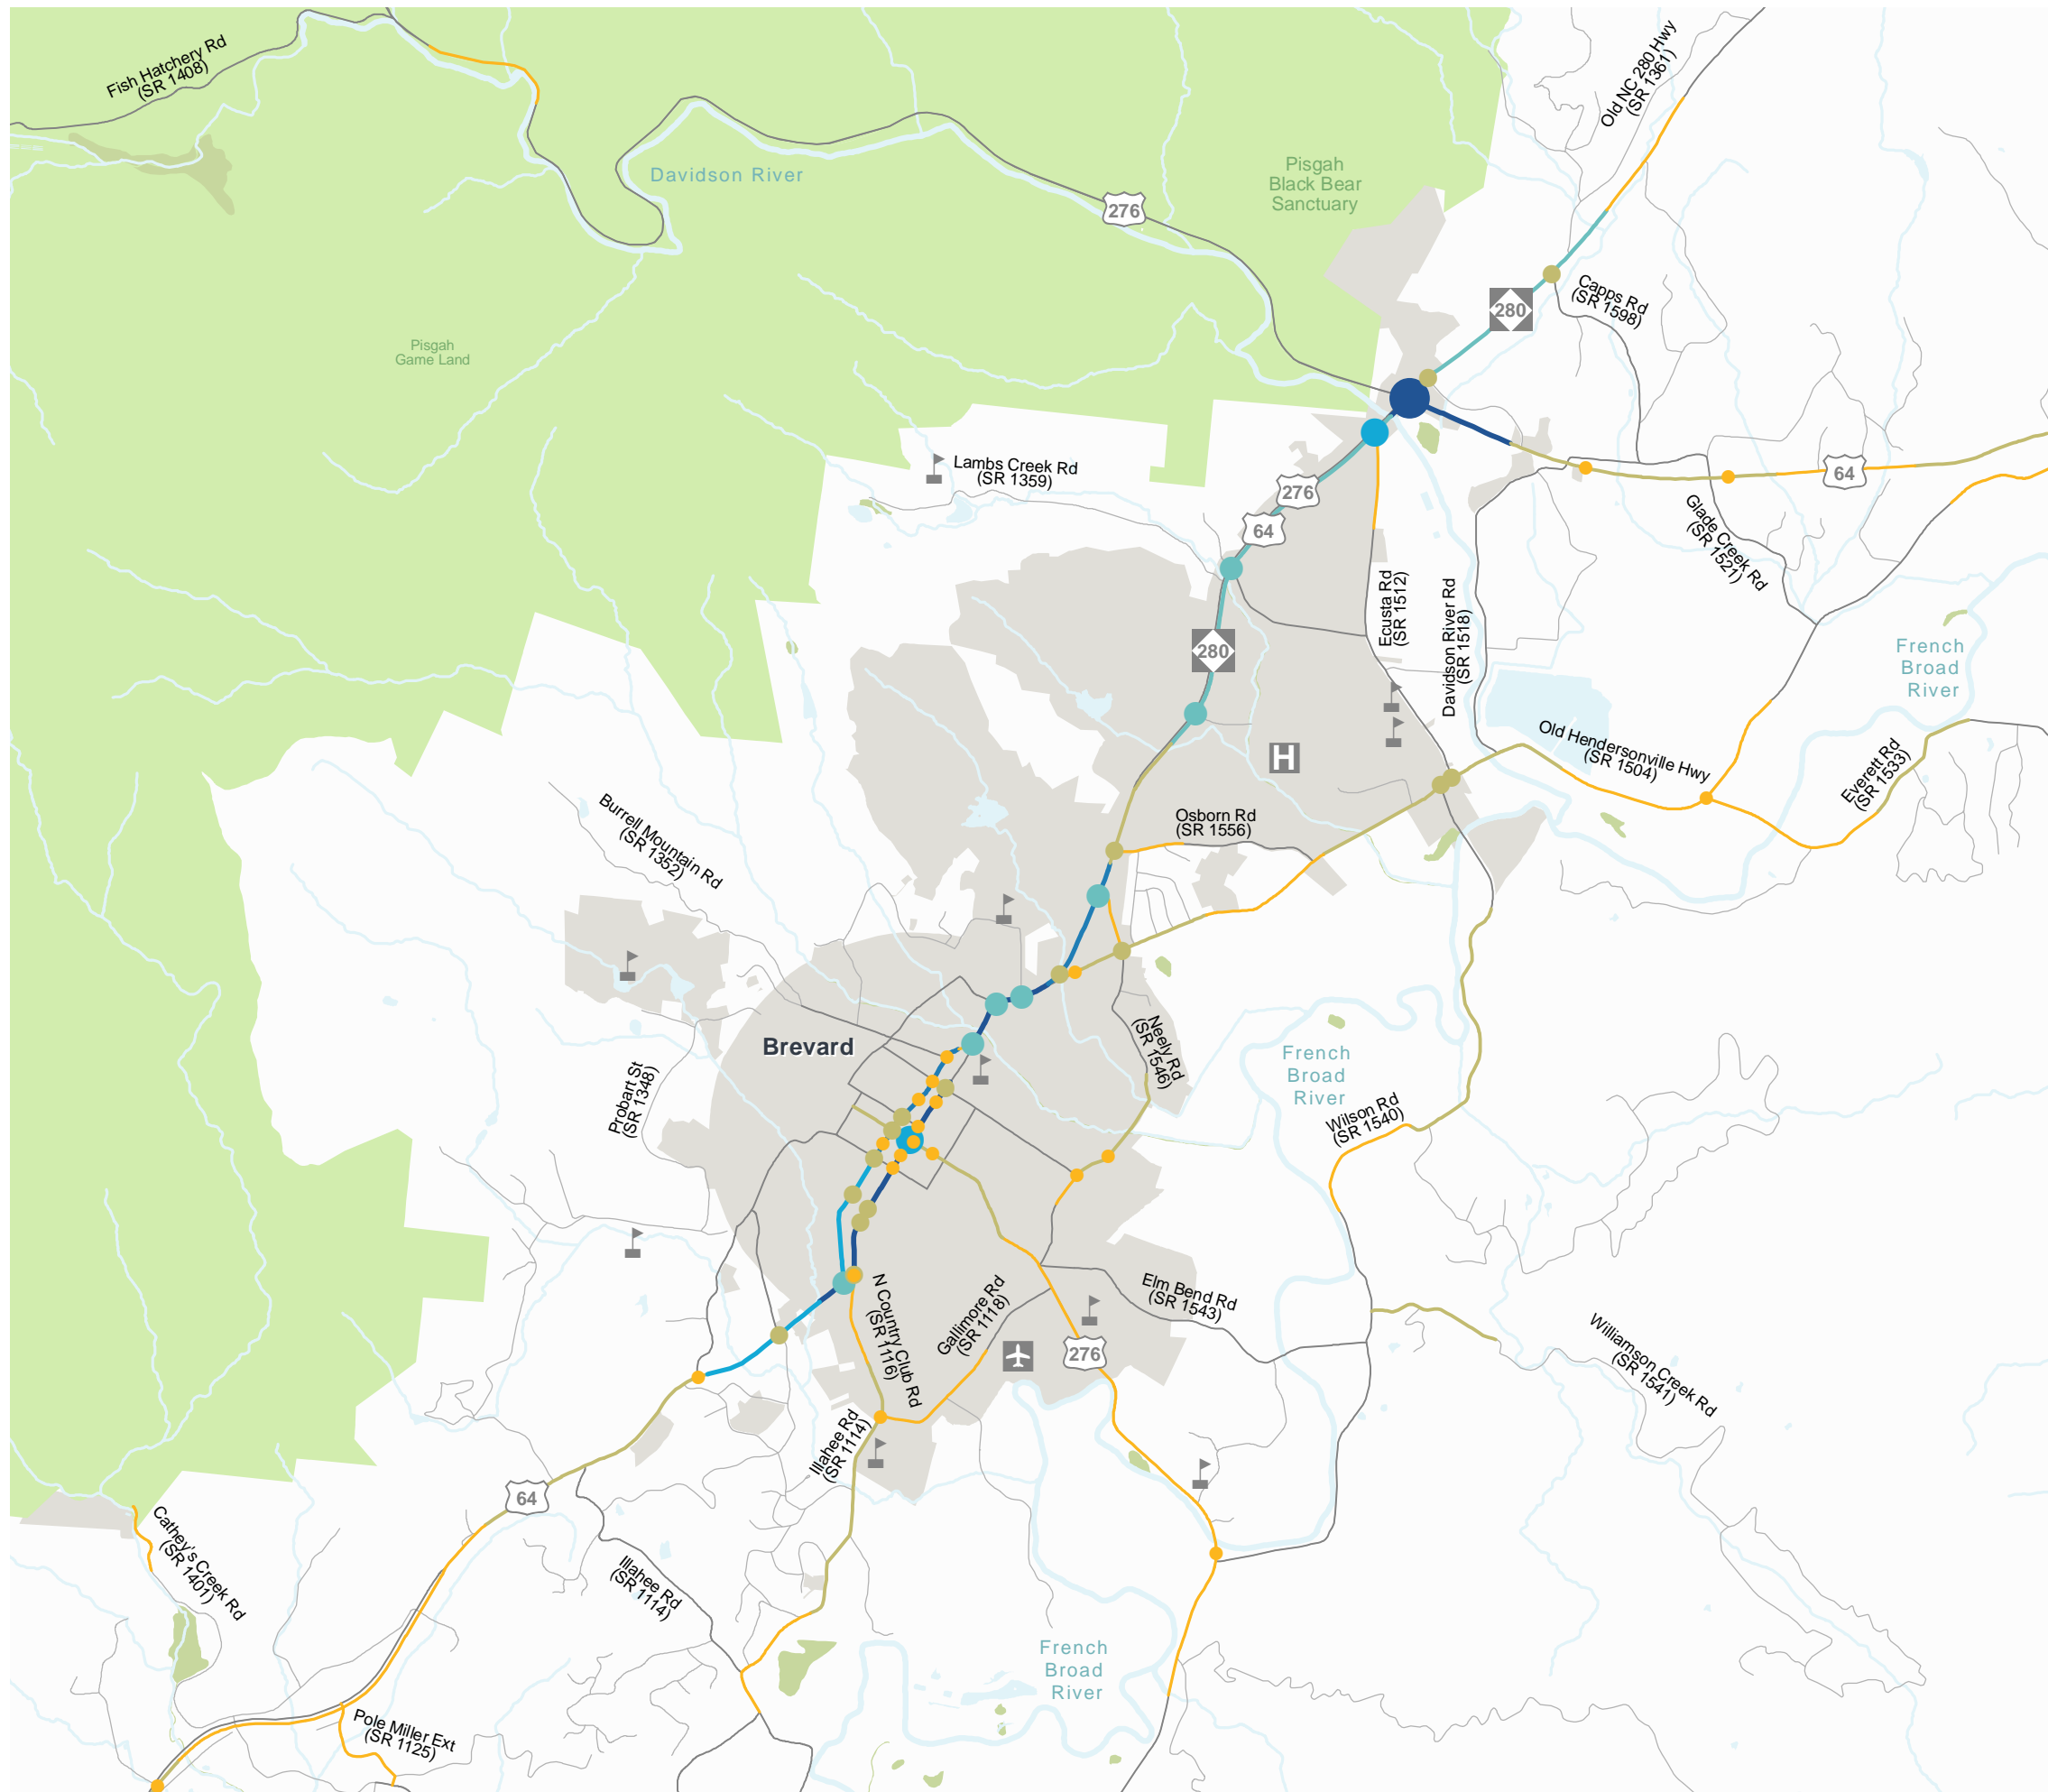 Fish Hatchery Rd
(SR 1408)
Old NC 280 Hwy
(SR 1361)
Davidson River
Pisgah
Black Bear
Sanctuary
276
Capps Rd
(SR 1598)
280
Pisgah
Game Land
Lambs Creek Rd
(SR 1359)
276
64
64
Glade Creek Rd
(SR 1521)
Ecusta Rd
(SR 1512)
Davidson River Rd
(SR 1518)
280
French
Broad
River
Old Hendersonville Hwy
(SR 1504)
Everett Rd
(SR 1533)
H
Burrell Mountain Rd
(SR 1352)
Osborn Rd
(SR 1556)
Brevard
Neely Rd
(SR 1546)
French
Broad
River
Probart St
(SR 1348)
Wilson Rd
(SR 1540)
N Country Club Rd
(SR 1116)
Gallimore Rd
(SR 1118)
Elm Bend Rd
(SR 1543)
276
Williamson Creek Rd
(SR 1541)
Illahee Rd
(SR 1114)
64
Cathey's Creek Rd
(SR 1401)
Illahee Rd
(SR 1114)
French
Broad
River
Pole Miller Ext
(SR 1125)